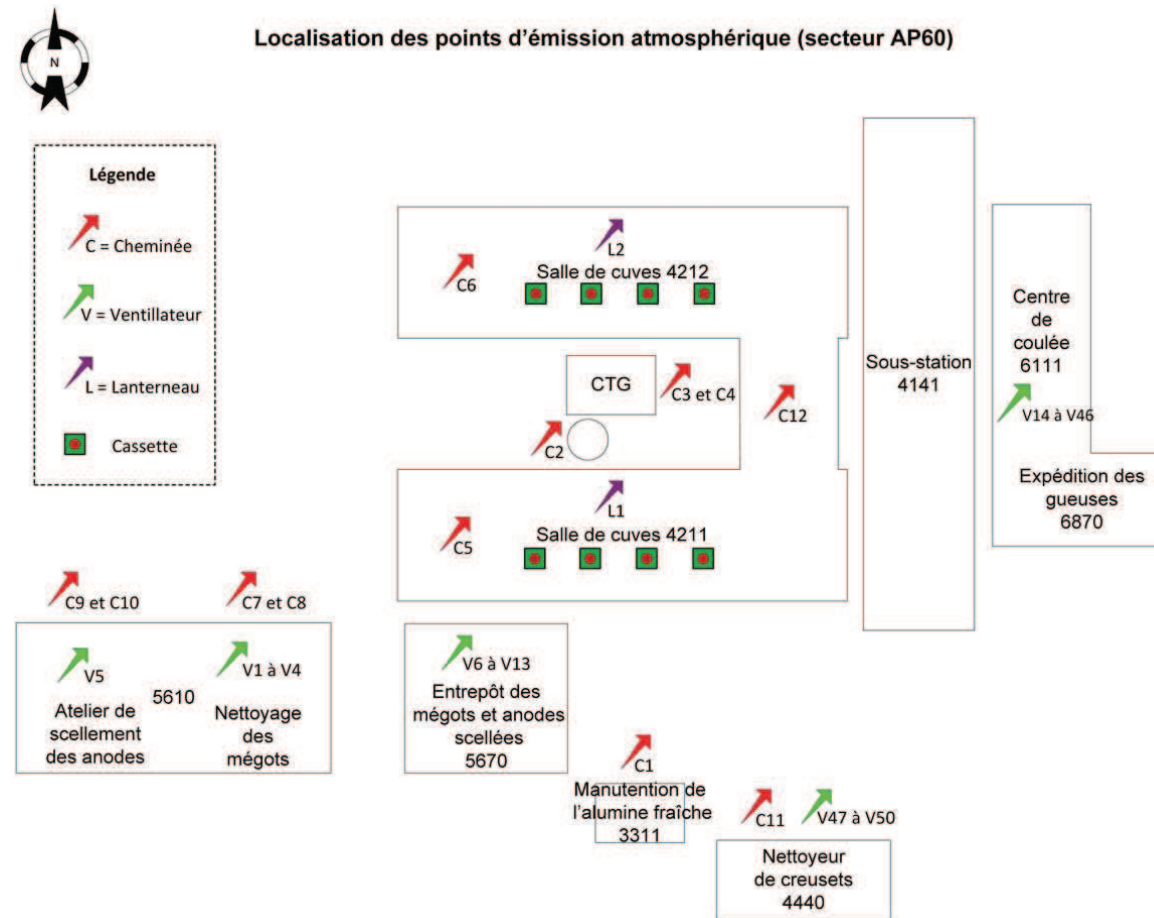 N
Localisation des points d'émission atmosphérique (secteur AP60)
Légende
C = Cheminée
V = Ventillateur
L = Lanterneau
Cassette
L2
C6
Salle de cuves 4212
CTG
C3 et C4
C12
C2
L1
C5
Salle de cuves 4211
Sous-station
4141
Centre
de
coulée
6111
V14 à V46
Expédition des
gueuses
6870
C9 et C10
C7 et C8
V5
V1 à V4
5610
Atelier de
scellement
des anodes
Nettoyage
des
mégots
V6 à V13
Entrepôt des
mégots et anodes
scellées
5670
C1
Manutention de
l'alumine fraîche
3311
C11
V47 à V50
Nettoyeur
de creusets
4440